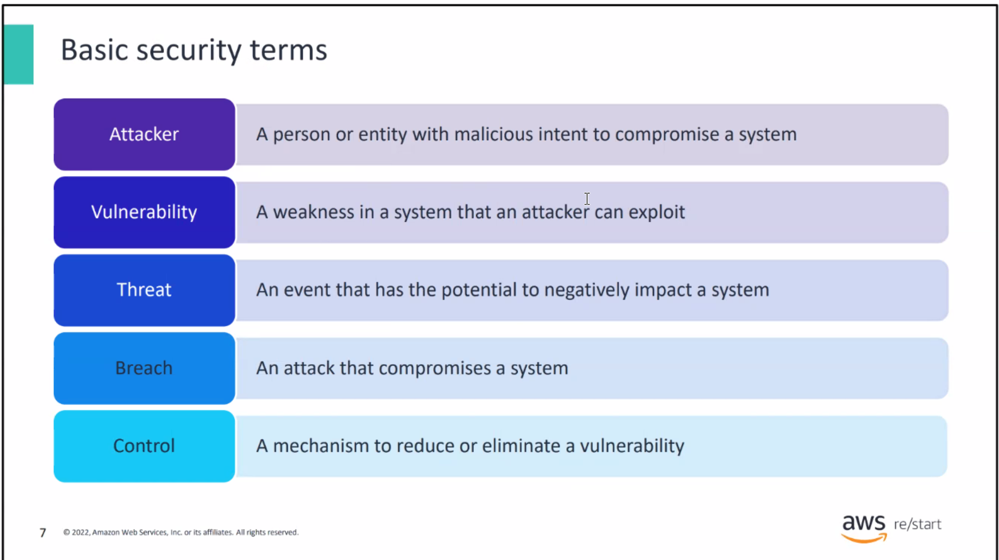 Basic security terms
Attacker
A person or entity with malicious intent to compromise a system
Vulnerability
A weakness in a system that an attacker can exploit
Threat
An event that has the potential to negatively impact a system
Breach
An attack that compromises a system
Control
A mechanism to reduce or eliminate a vulnerability
7
© 2022, Amazon Web Services, Inc. or its affiliates. All rights reserved.
aws re/start